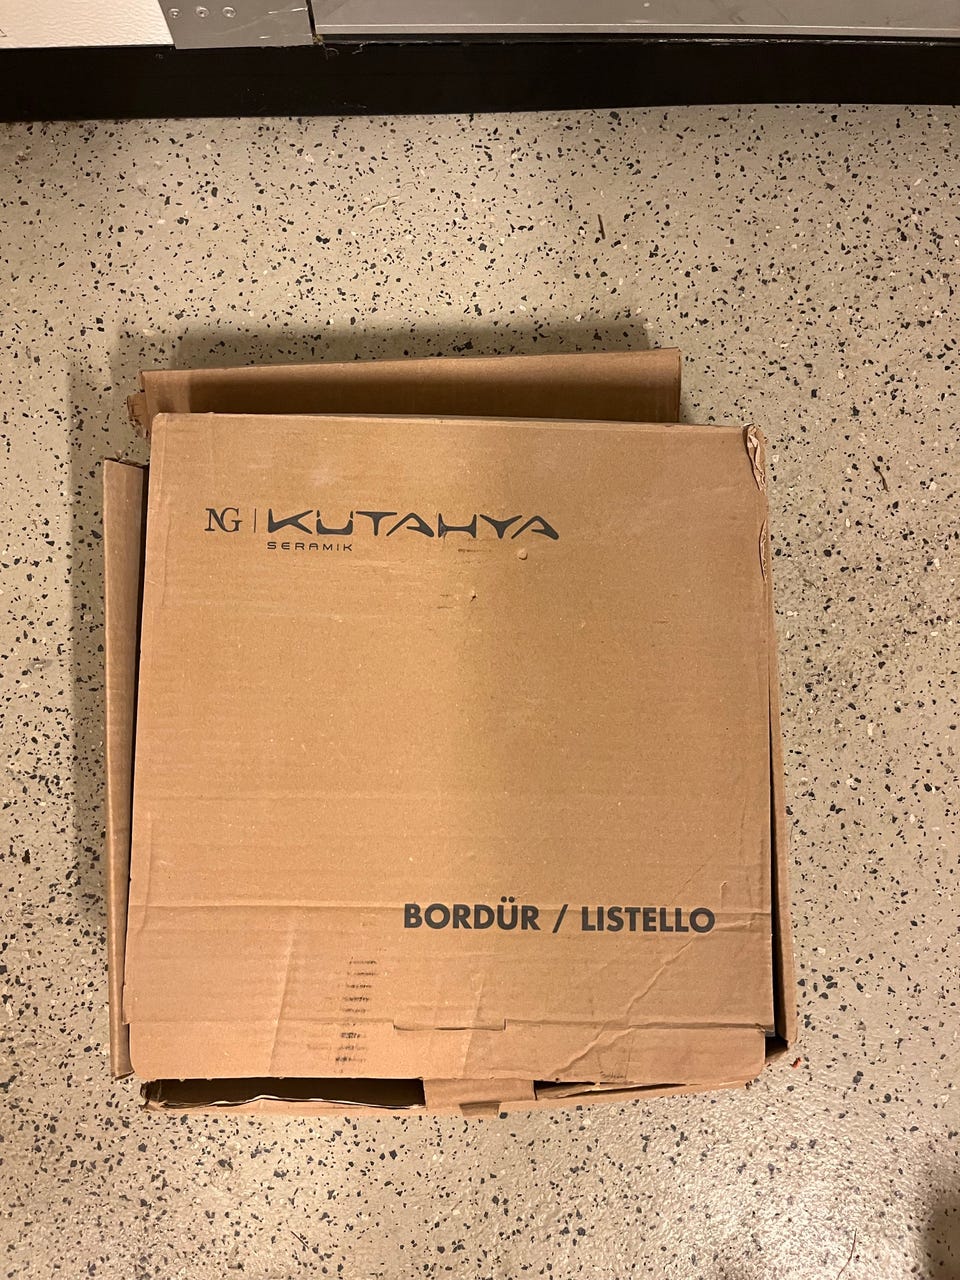 NG | KUTAHYA
SERAMIK
BORDÜR / LISTELLO